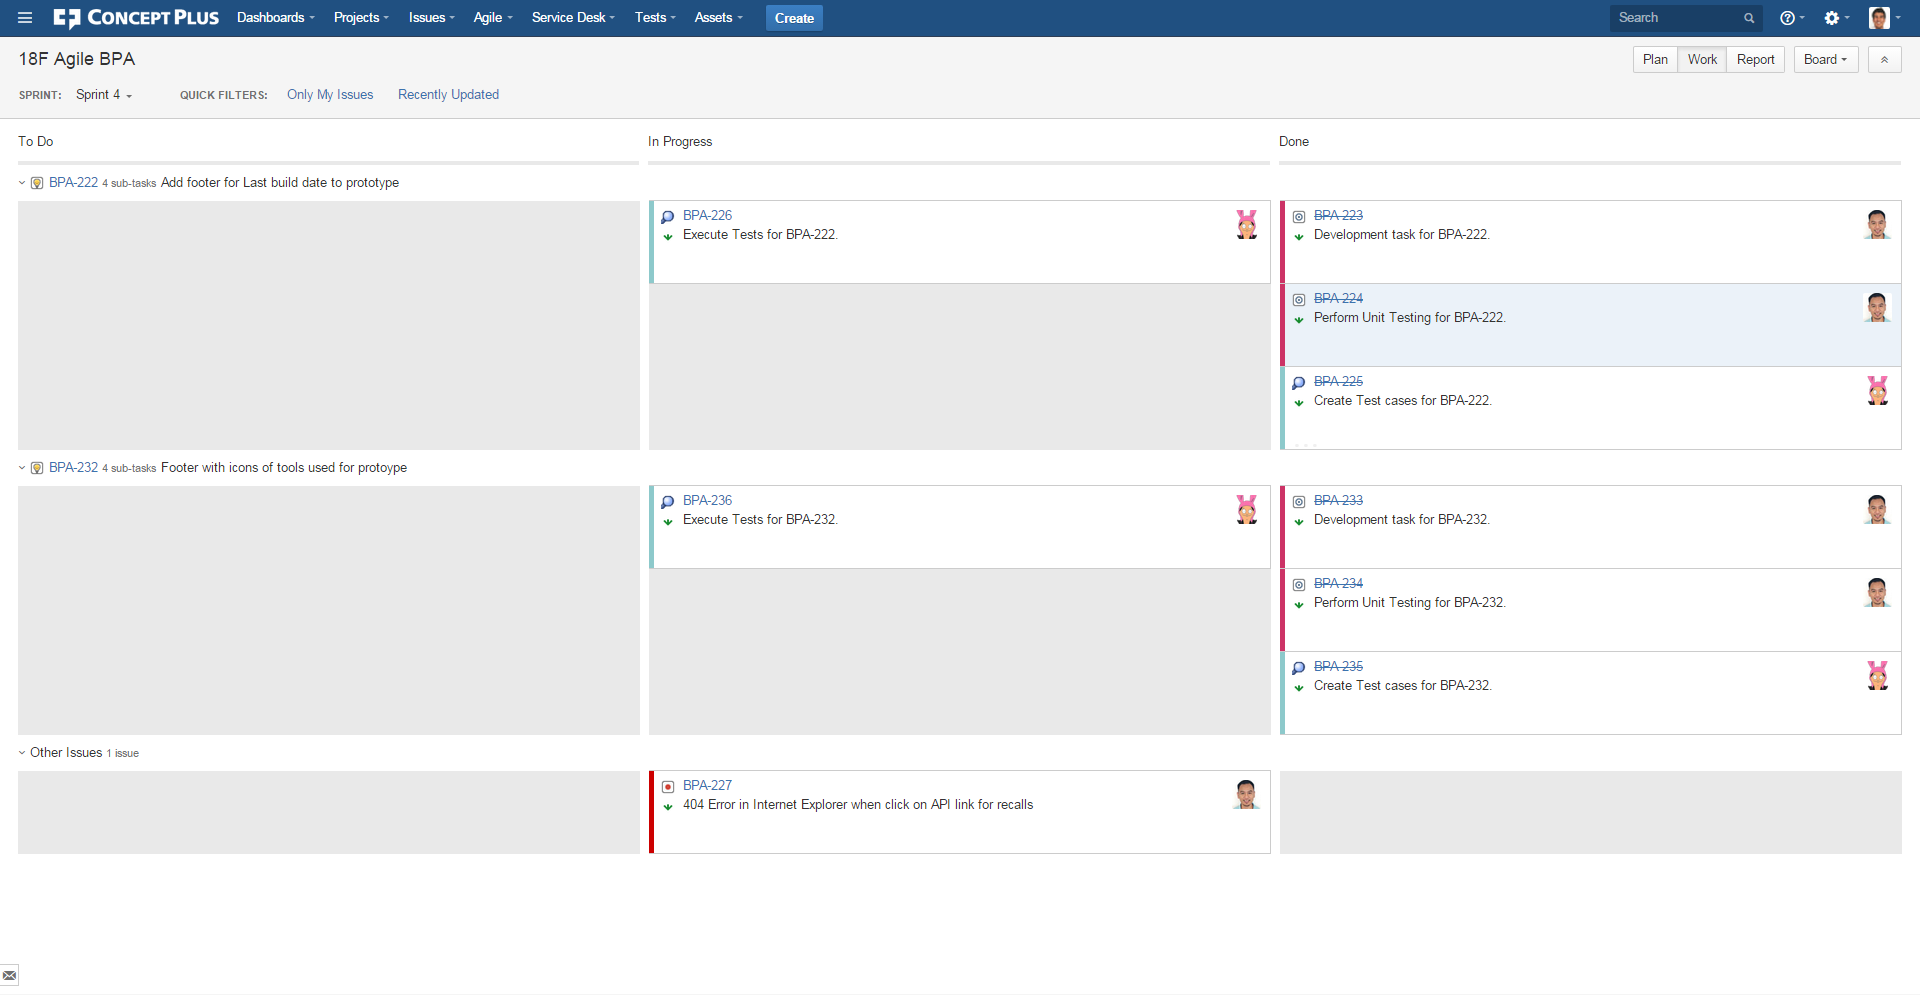 CONCEPT PLUS Dashboards Projects Issues Agile Service Desk Tests Assets Create Search
18F Agile BPA Plan Work Report Board
SPRINT: Sprint 4 QUICK FILTERS: Only My Issues Recently Updated
To Do In Progress Done
BPA-222 4 sub-tasks Add footer for Last build date to prototype
BPA-226
Execute Tests for BPA-222.
BPA-223
Development task for BPA-222.
BPA-224
Perform Unit Testing for BPA-222.
BPA-225
Create Test cases for BPA-222.
BPA-232 4 sub-tasks Footer with icons of tools used for protoype
BPA-236
Execute Tests for BPA-232.
BPA-233
Development task for BPA-232.
BPA-234
Perform Unit Testing for BPA-232.
BPA-235
Create Test cases for BPA-232.
Other Issues 1 issue
BPA-227
404 Error in Internet Explorer when click on API link for recalls